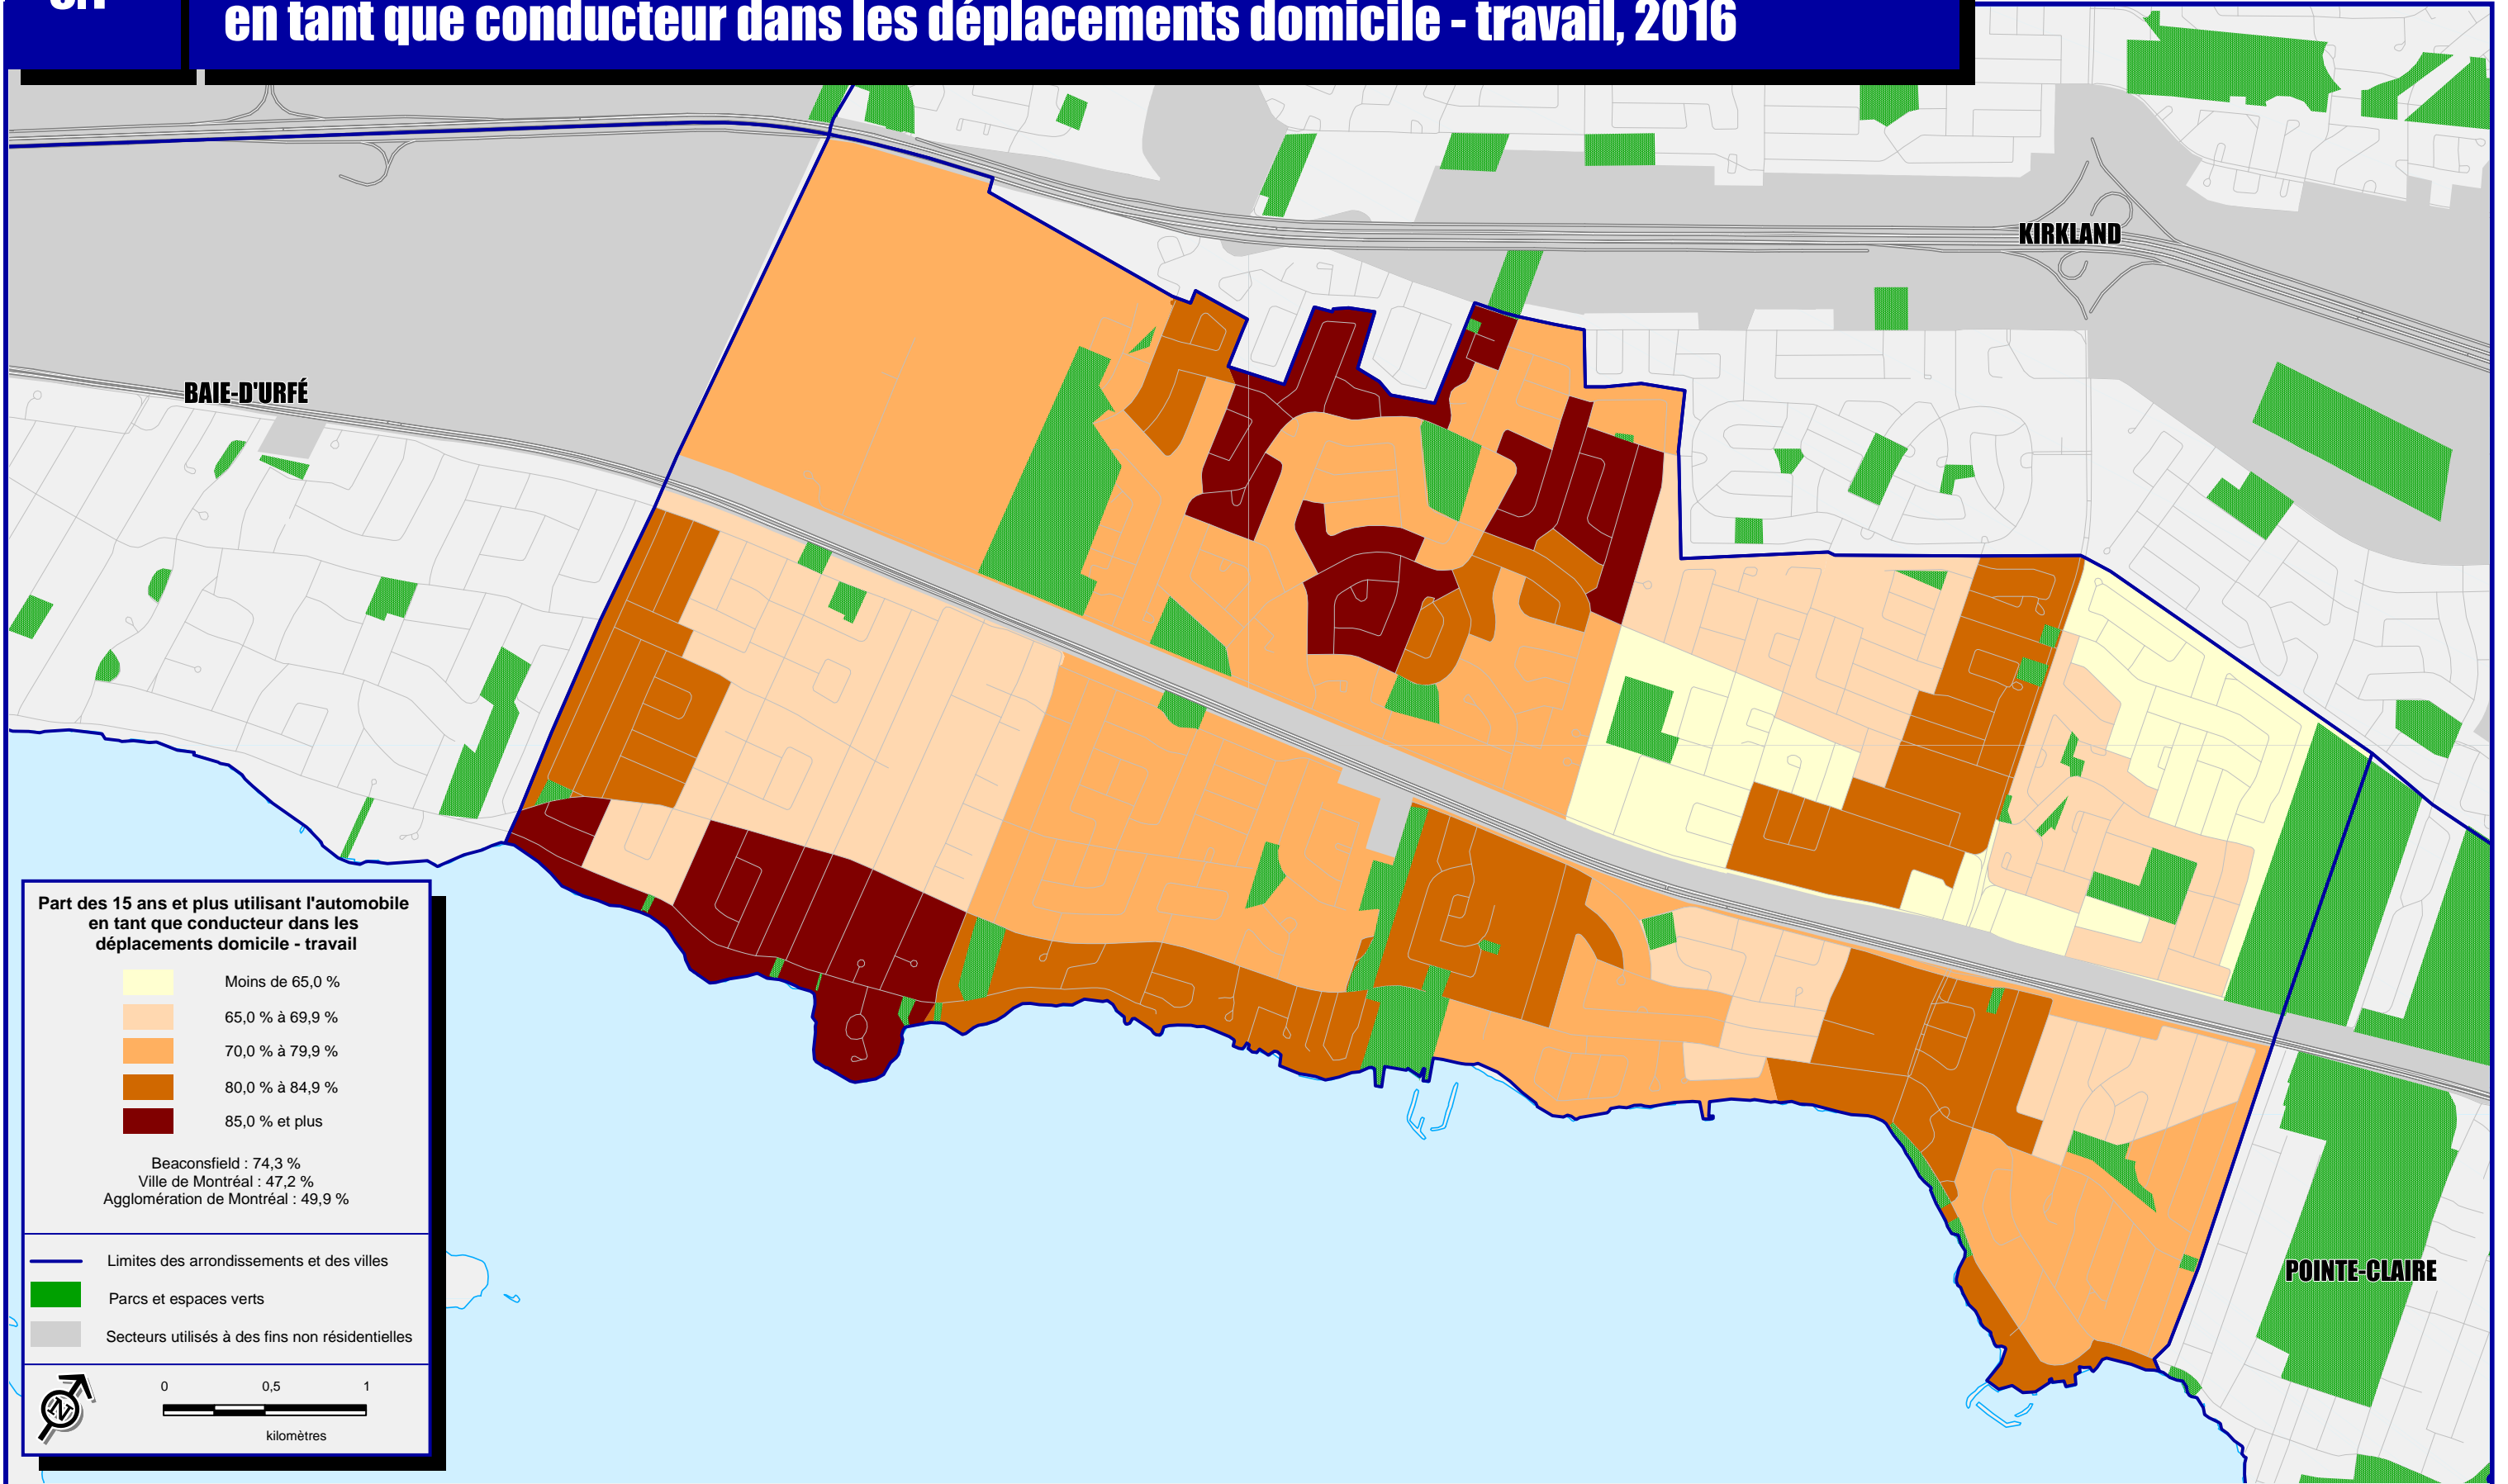 en tant que conducteur dans les déplacements domicile - travail, 2016
KIRKLAND
BAIE-D'URFÉ
POINTE-CLAIRE
Part des 15 ans et plus utilisant l'automobile
en tant que conducteur dans les
déplacements domicile - travail
Moins de 65,0 %
65,0 % à 69,9 %
70,0 % à 79,9 %
80,0 % à 84,9 %
85,0 % et plus
Beaconsfield : 74,3 %
Ville de Montréal : 47,2 %
Agglomération de Montréal : 49,9 %
Limites des arrondissements et des villes
Parcs et espaces verts
Secteurs utilisés à des fins non résidentielles
N
0 0,5 1
kilomètres